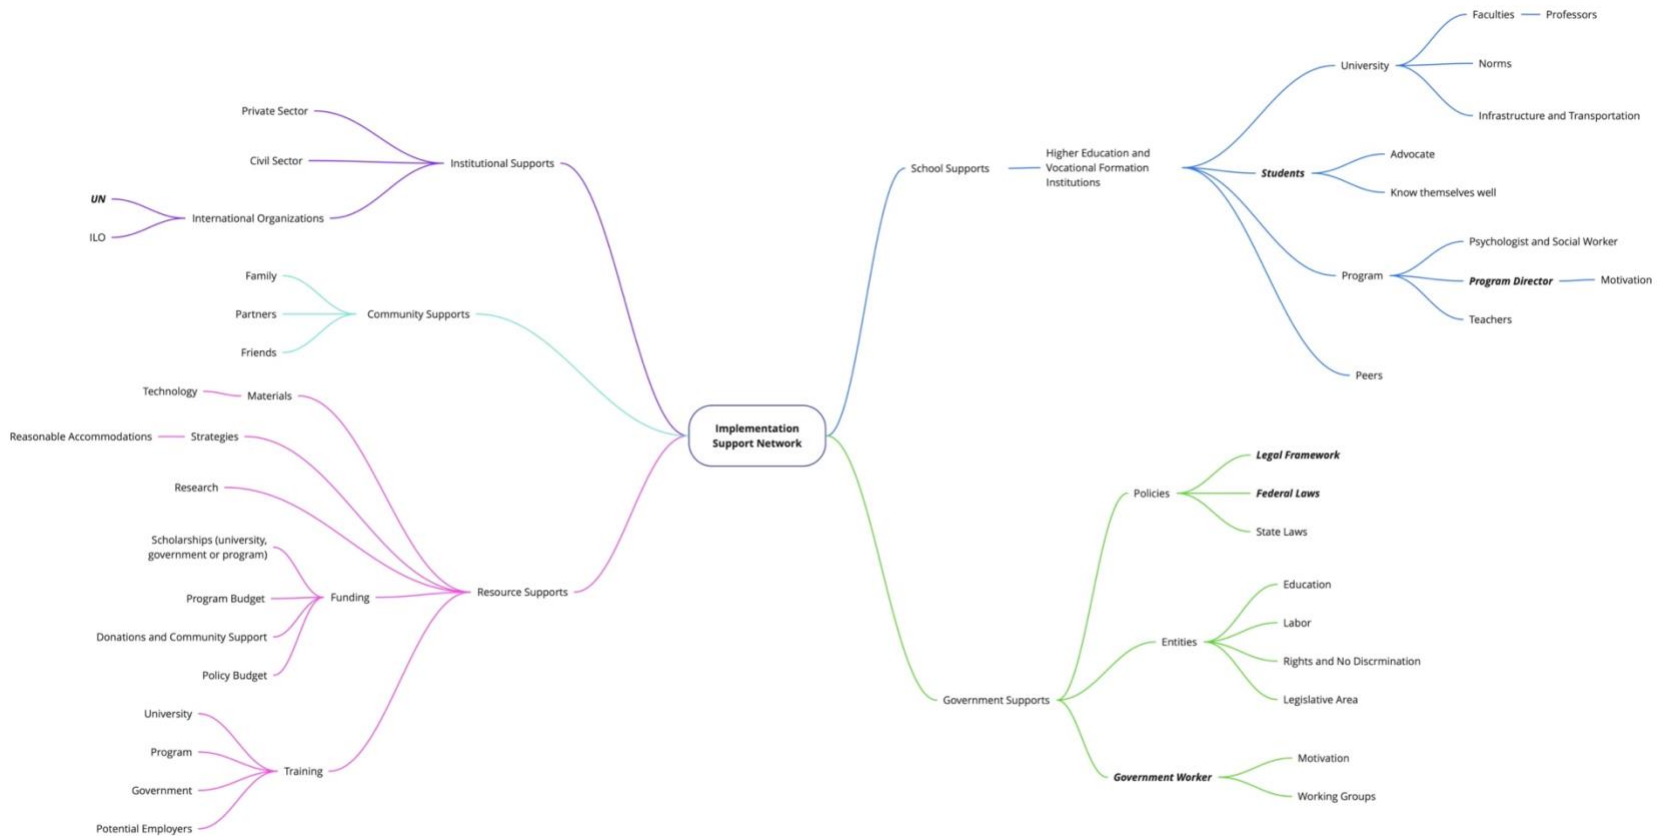 Implementation
Support Network
Institutional Supports
Private Sector
Civil Sector
International Organizations
UN
ILO
Community Supports
Family
Partners
Friends
Resource Supports
Materials
Technology
Strategies
Reasonable Accommodations
Research
Funding
Scholarships (university,
government or program)
Program Budget
Donations and Community Support
Policy Budget
Training
University
Program
Government
Potential Employers
School Supports
Higher Education and
Vocational Formation
Institutions
University
Faculties
Professors
Norms
Infrastructure and Transportation
Students
Advocate
Know themselves well
Program
Psychologist and Social Worker
Program Director
Motivation
Teachers
Peers
Government Supports
Policies
Legal Framework
Federal Laws
State Laws
Entities
Education
Labor
Rights and No Discrmination
Legislative Area
Government Worker
Motivation
Working Groups